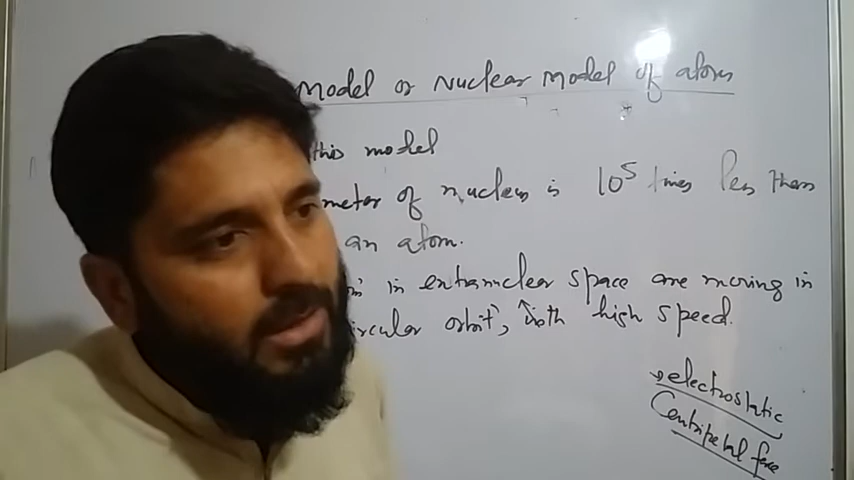 Model or Nuclear Model of atom
this model
meter of nucleus is 10⁵ times less than
an atom.
in extranuclear space are moving in
ircular orbit, with high speed.
electrostatic
Centripetal force